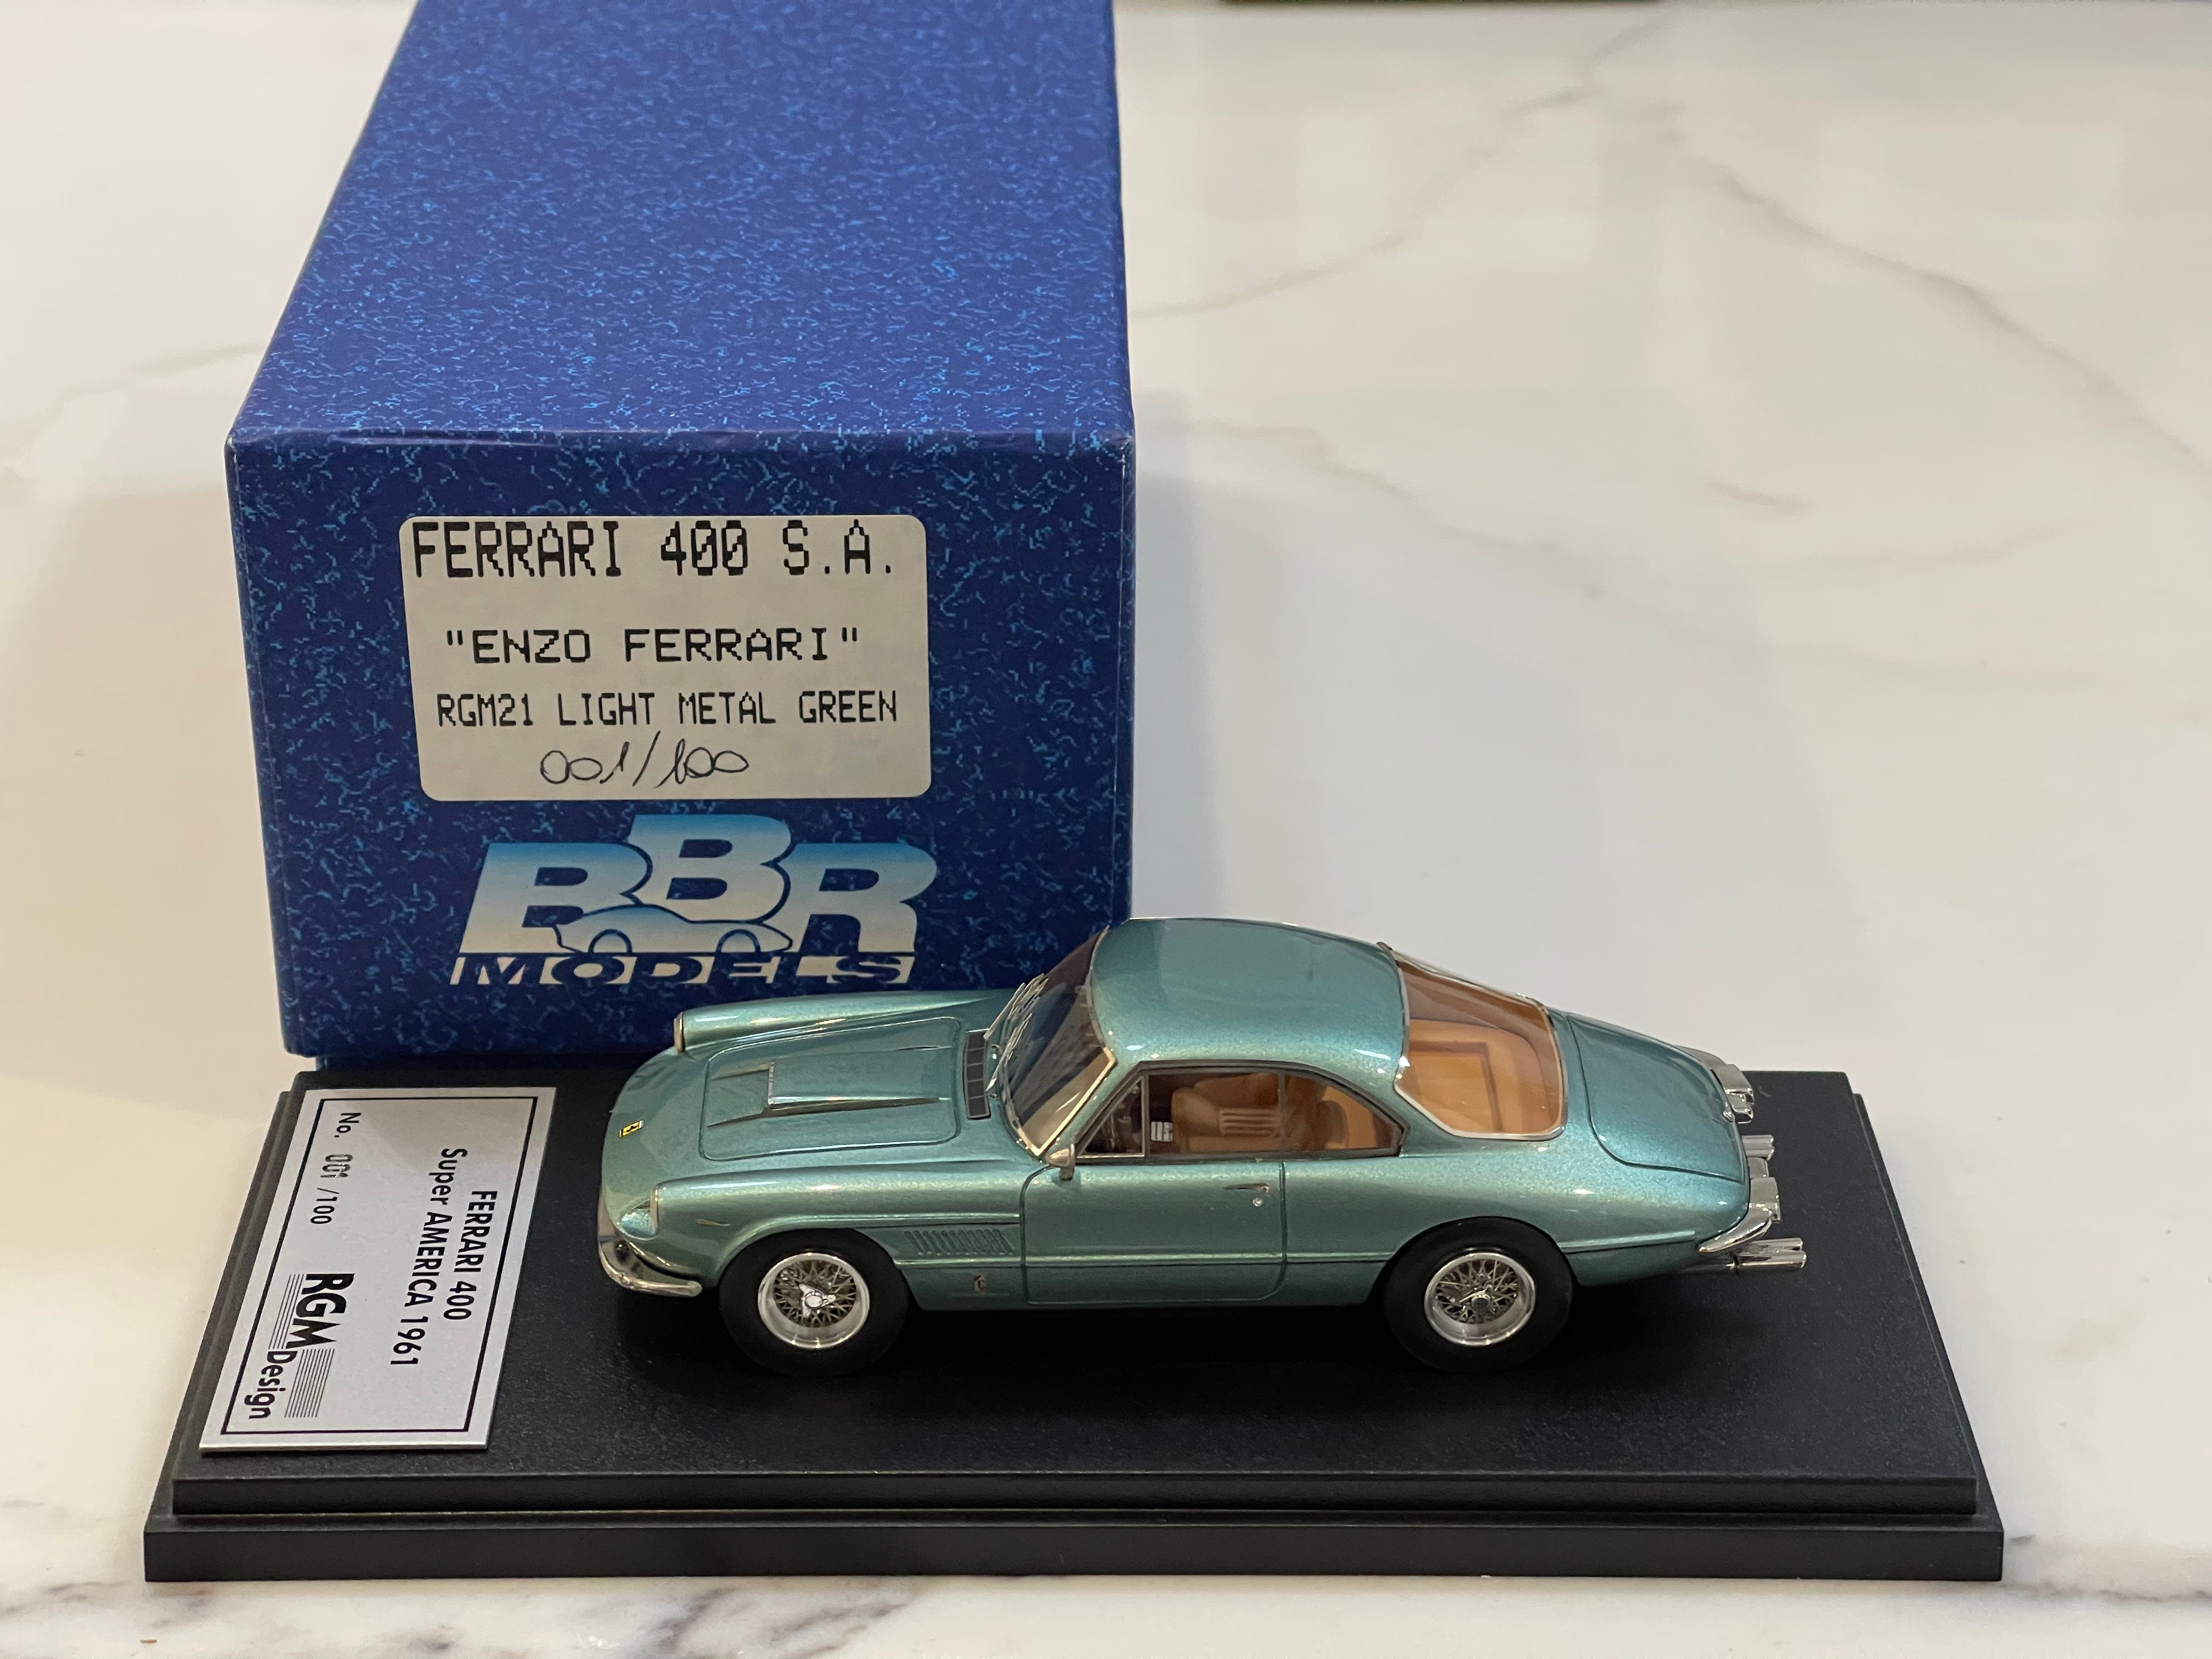 FERRARI 400 S.A.
"ENZO FERRARI"
RGM21 LIGHT METAL GREEN
001/100
BBR
MODELS
FERRARI 400
Super AMERICA 1961
No. 001 /100
RGM Design